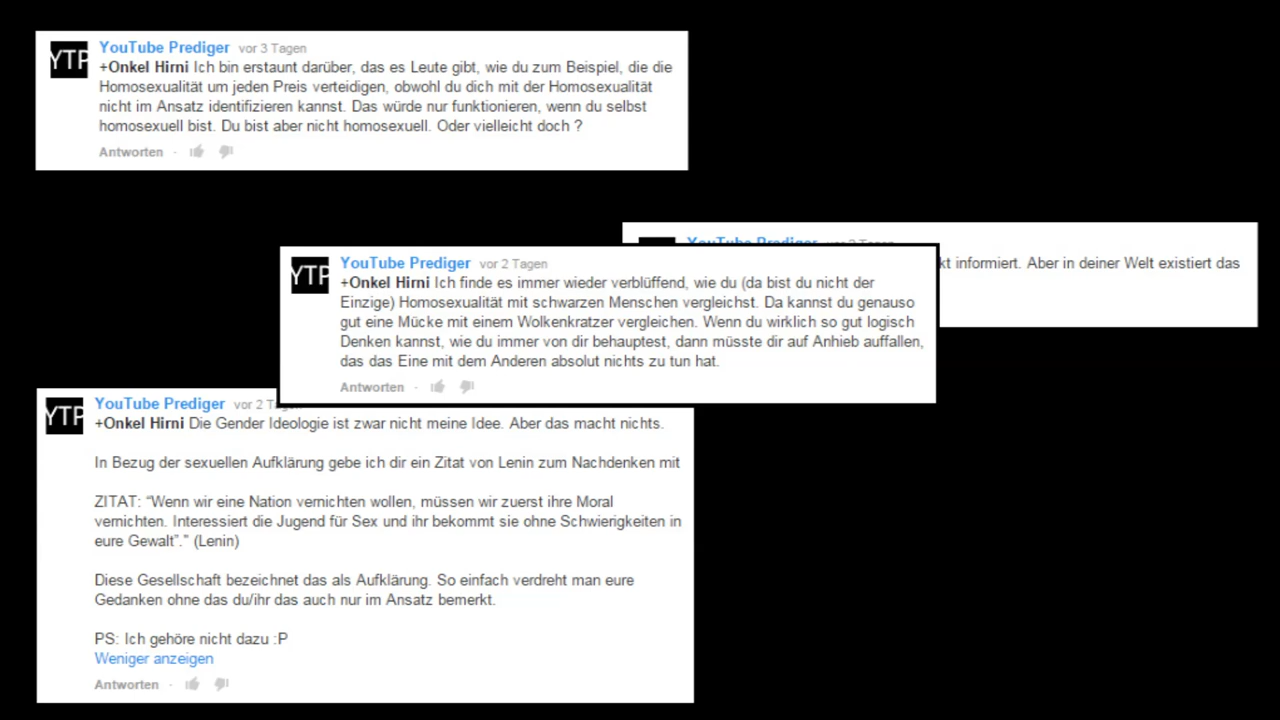 YTP
YouTube Prediger vor 3 Tagen
+Onkel Hirni Ich bin erstaunt darüber, das es Leute gibt, wie du zum Beispiel, die die
Homosexualität um jeden Preis verteidigen, obwohl du dich mit der Homosexualität
nicht im Ansatz identifizieren kannst. Das würde nur funktionieren, wenn du selbst
homosexuell bist. Du bist aber nicht homosexuell. Oder vielleicht doch ?
Antworten ·
YouTube Prediger
informiert. Aber in deiner Welt existiert das
YTP
YouTube Prediger vor 2 Tagen
+Onkel Hirni Ich finde es immer wieder verblüffend, wie du (da bist du nicht der
Einzige) Homosexualität mit schwarzen Menschen vergleichst. Da kannst du genauso
gut eine Mücke mit einem Wolkenkratzer vergleichen. Wenn du wirklich so gut logisch
Denken kannst, wie du immer von dir behauptest, dann müsste dir auf Anhieb auffallen,
das das Eine mit dem Anderen absolut nichts zu tun hat.
Antworten ·
YTP
YouTube Prediger vor 2
+Onkel Hirni Die Gender Ideologie ist zwar nicht meine Idee. Aber das macht nichts.
In Bezug der sexuellen Aufklärung gebe ich dir ein Zitat von Lenin zum Nachdenken mit
ZITAT: “Wenn wir eine Nation vernichten wollen, müssen wir zuerst ihre Moral
vernichten. Interessiert die Jugend für Sex und ihr bekommt sie ohne Schwierigkeiten in
eure Gewalt”." (Lenin)
Diese Gesellschaft bezeichnet das als Aufklärung. So einfach verdreht man eure
Gedanken ohne das du/ihr das auch nur im Ansatz bemerkt.
PS: Ich gehöre nicht dazu :P
Weniger anzeigen
Antworten ·